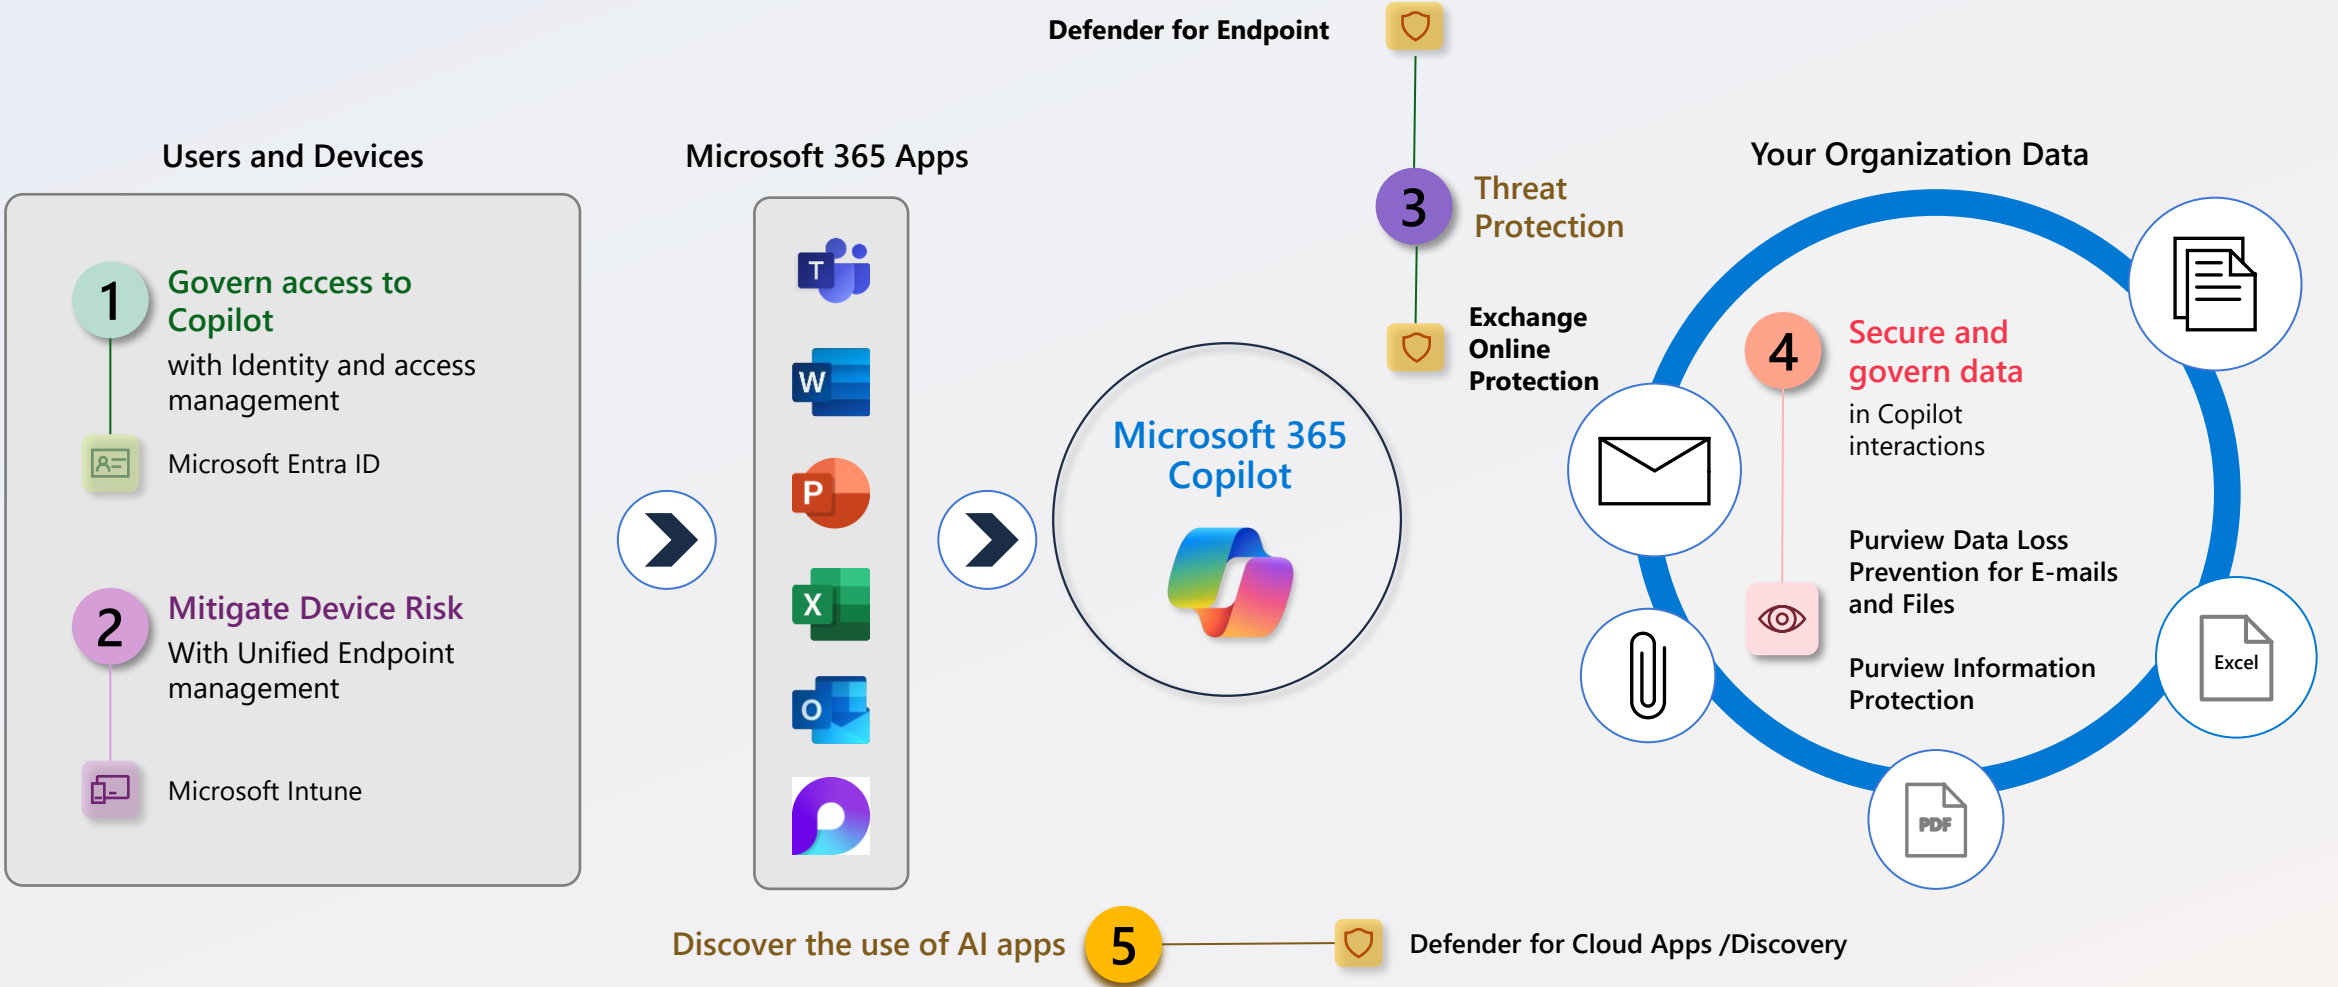 Defender for Endpoint
Users and Devices
Microsoft 365 Apps
Your Organization Data
1
Govern access to
Copilot
with Identity and access
management
Microsoft Entra ID
2
Mitigate Device Risk
With Unified Endpoint
management
Microsoft Intune
T
W
P
X
O
Microsoft 365
Copilot
3
Threat
Protection
Exchange
Online
Protection
4
Secure and
govern data
in Copilot
interactions
Purview Data Loss
Prevention for E-mails
and Files
Purview Information
Protection
Excel
PDF
Discover the use of AI apps
5
Defender for Cloud Apps /Discovery